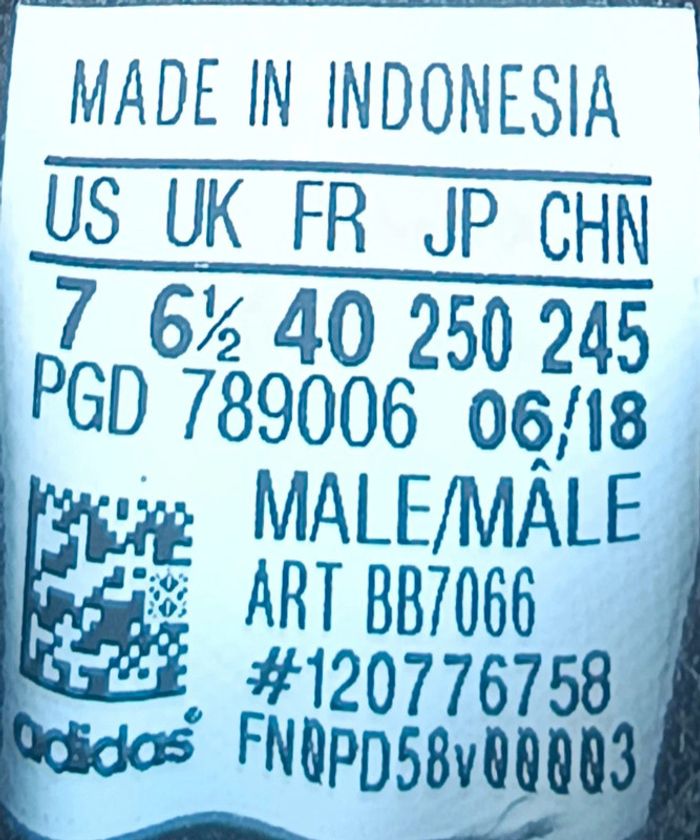 MADE IN INDONESIA
US UK FR JP CHN
7 6½ 40 250 245
PGD 789006 06/18
MALE/MÂLE
ART BB7066
#120776758
adidas FN0PD58v00003